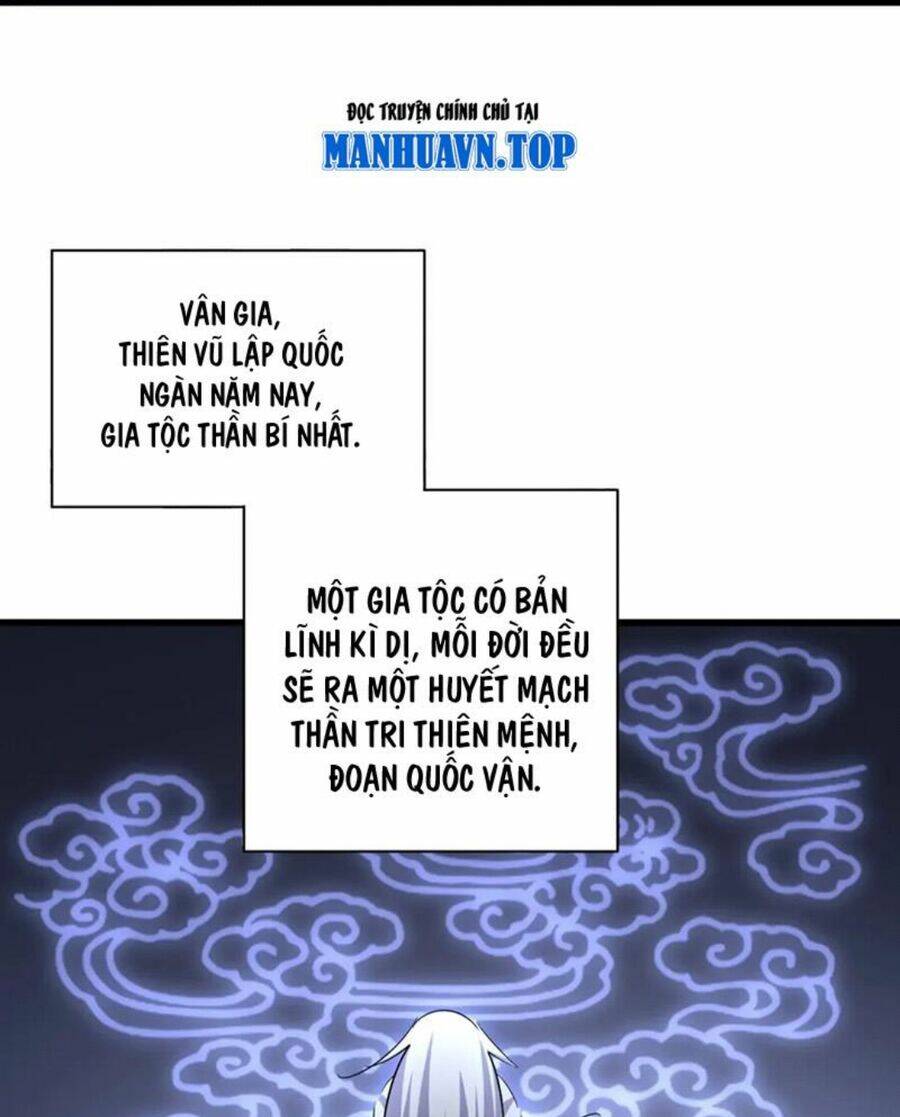 ĐỌC TRUYỆN CHÍNH CHỦ TẠI
MANHUAVN.TOP
VÂN GIA,
THIÊN VŨ LẬP QUỐC
NGÀN NĂM NAY,
GIA TỘC THẦN BÍ NHẤT.
MỘT GIA TỘC CÓ BẢN
LĨNH KÌ DỊ, MỖI ĐỜI ĐỀU
SẼ RA MỘT HUYẾT MẠCH
THẦN TRI THIÊN MỆNH,
ĐOẠN QUỐC VẬN.